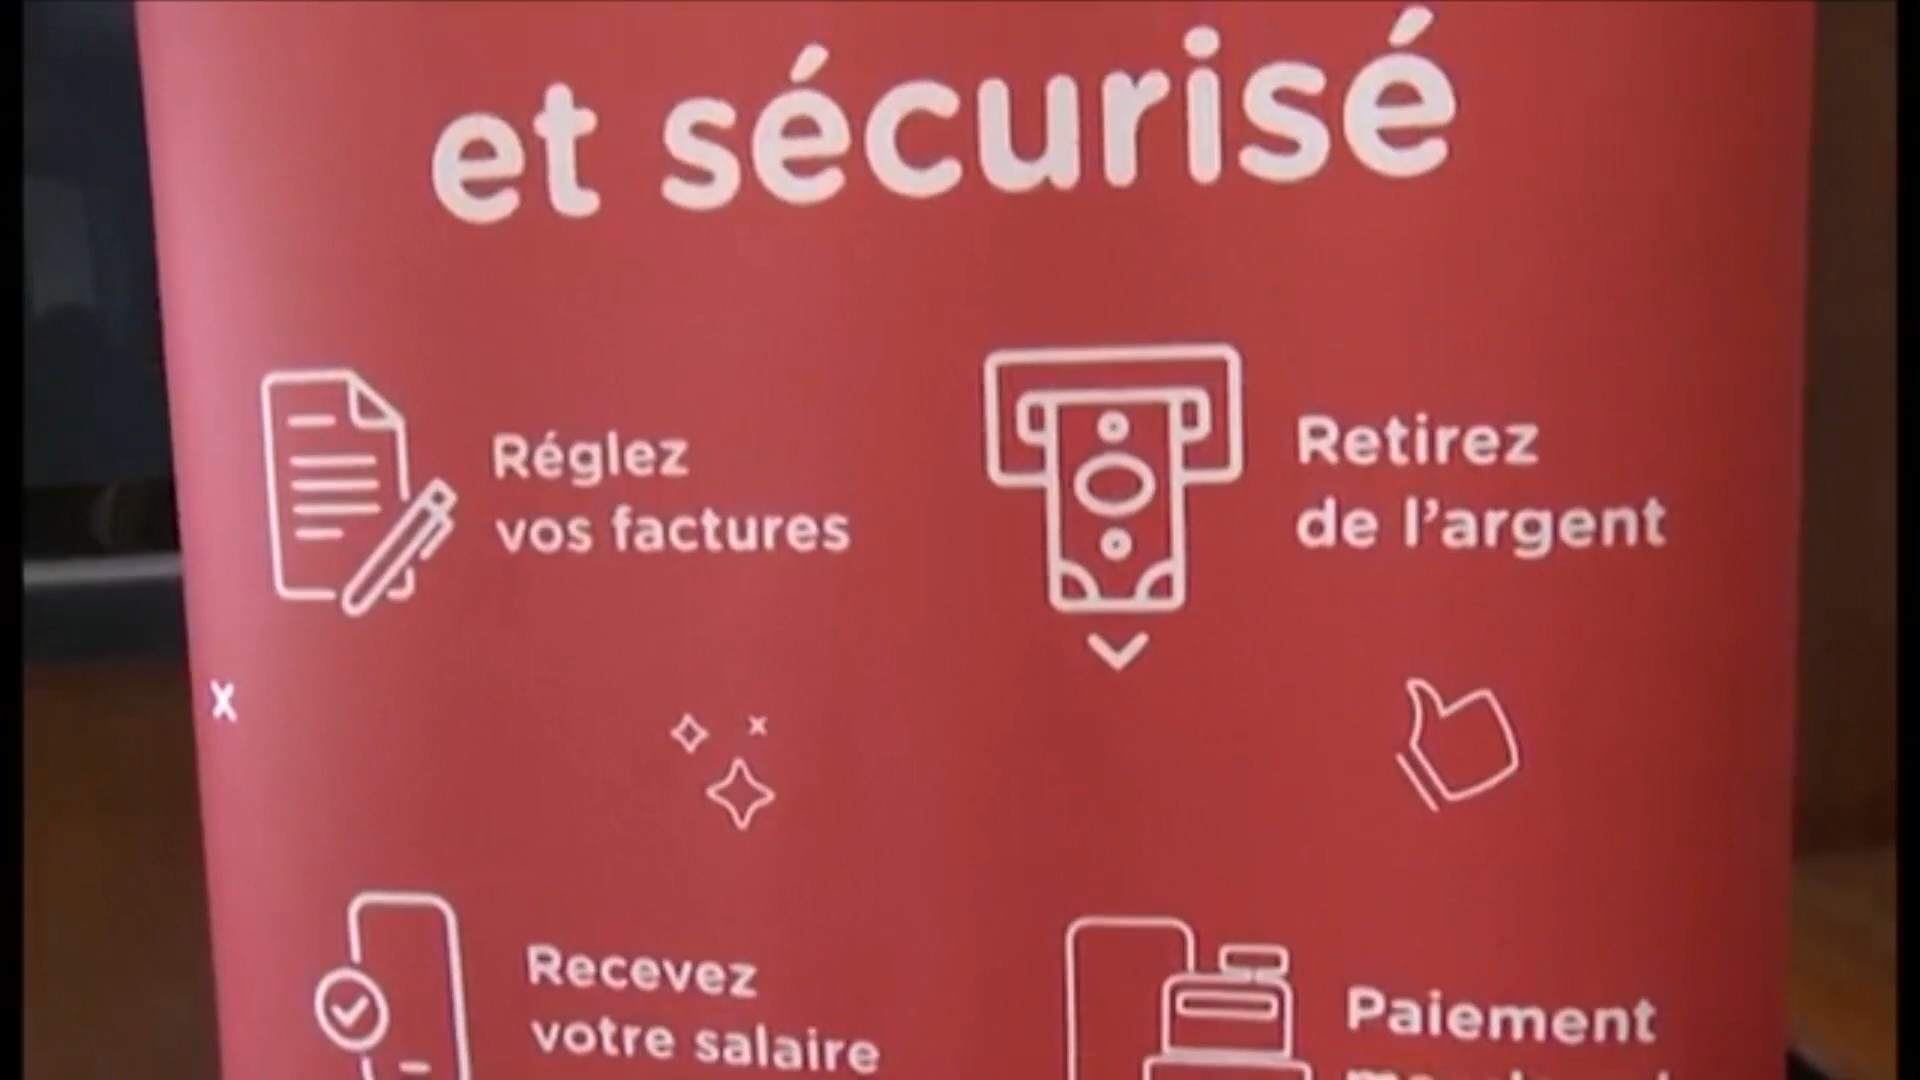 et sécurisé
Réglez
vos factures
Retirez
de l'argent
Recevez
votre salaire
Paiement